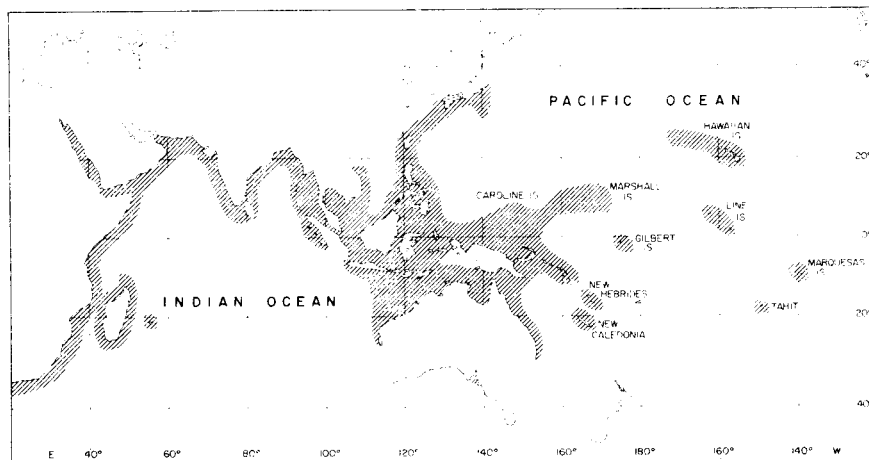 40°
PACIFIC OCEAN
HAWAIIAN
IS
20°
CAROLINE IS
MARSHALL
IS
LINE
IS
0°
GILBERT
IS
MARQUESAS
IS
INDIAN OCEAN
NEW
HEBRIDES
TAHITI
20°
NEW
CALEDONIA
40°
E 40° 60° 80° 100° 120° 140° 160° 180° 160° 140° W